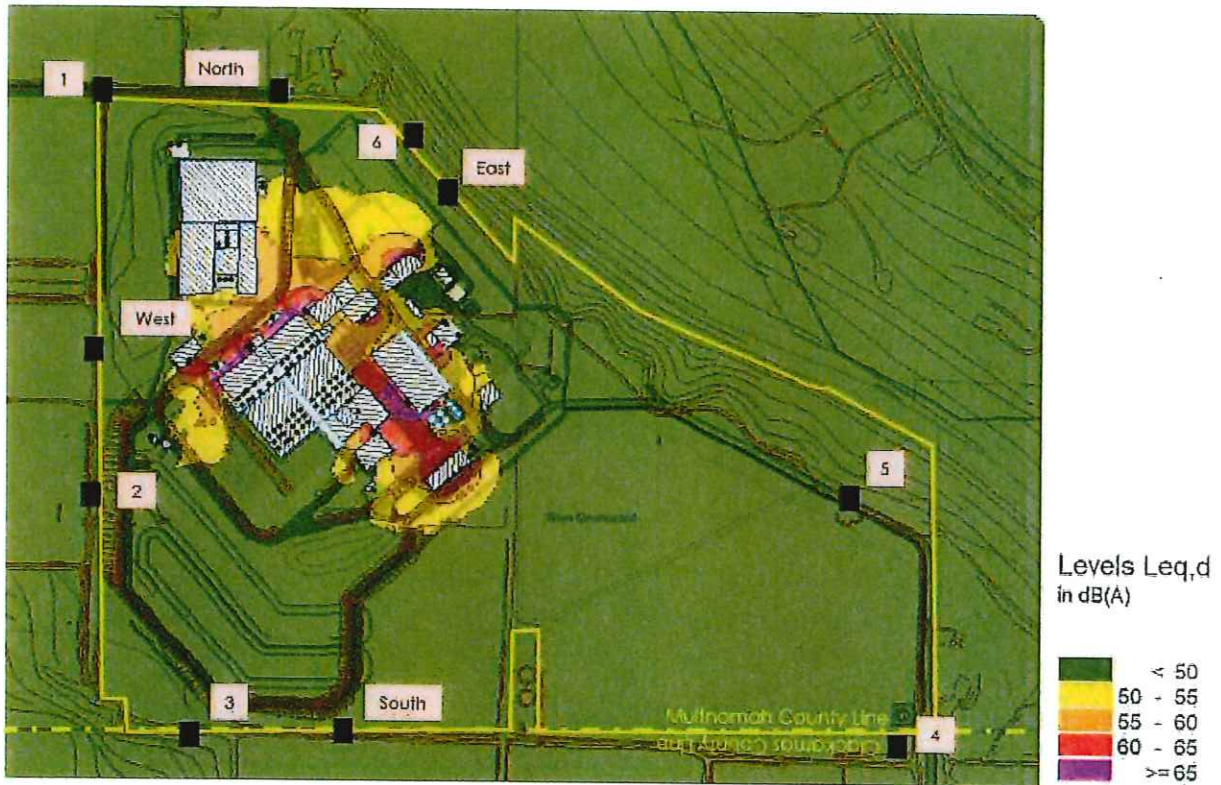 1
North
6
East
West
2
5
3
South
4
Multnomah County Line
Clackamas County Line
Levels Leq,d
in dB(A)
< 50
50 - 55
55 - 60
60 - 65
>= 65